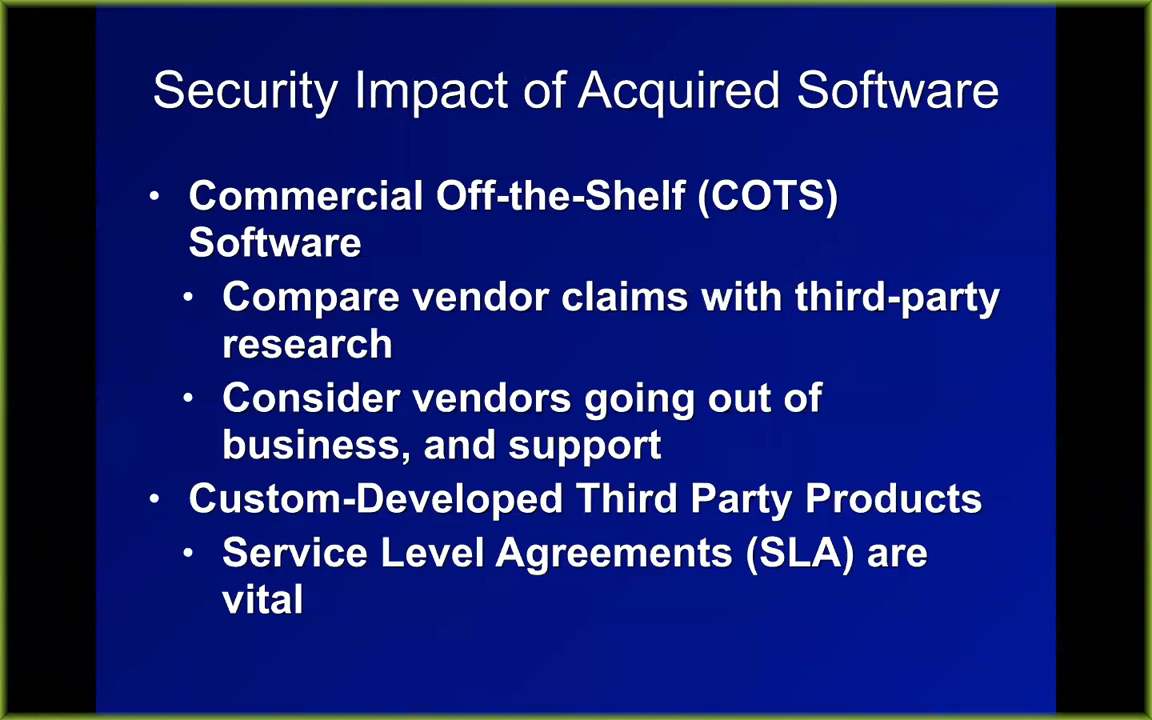 Security Impact of Acquired Software
• Commercial Off-the-Shelf (COTS)
Software
• Compare vendor claims with third-party
research
• Consider vendors going out of
business, and support
• Custom-Developed Third Party Products
• Service Level Agreements (SLA) are
vital